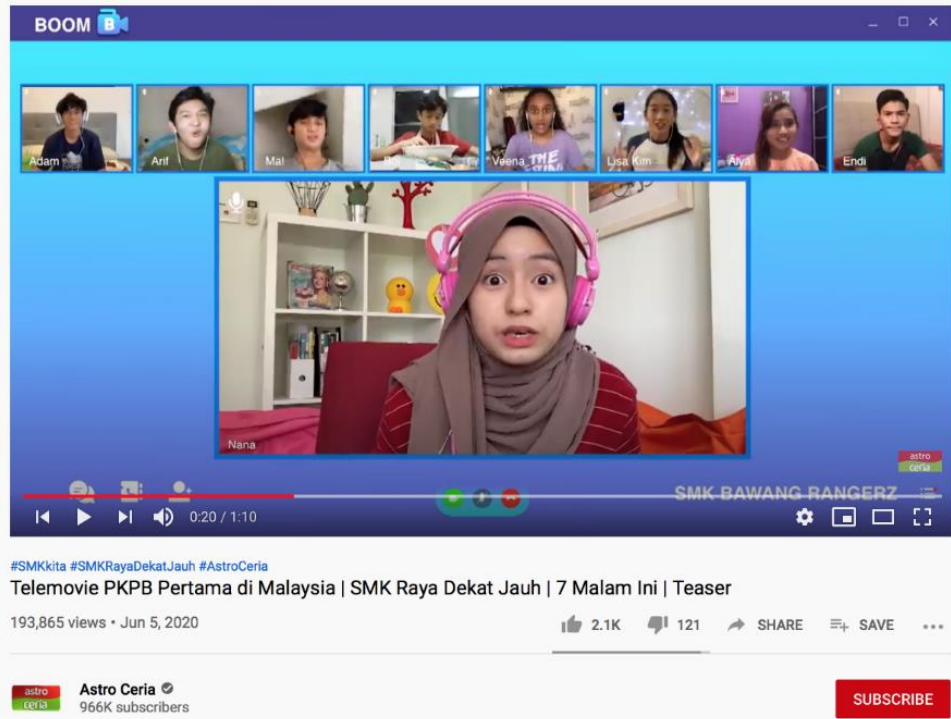 BOOM B
Adam
Arif
Mal
Veena
Lisa Kim
Alya
Endi
Nana
astro
ceria
SMK BAWANG RANGERZ
0:20 / 1:10
#SMKkita #SMKRayaDekatJauh #AstroCeria
Telemovie PKPB Pertama di Malaysia | SMK Raya Dekat Jauh | 7 Malam Ini | Teaser
193,865 views • Jun 5, 2020
2.1K
121
SHARE
SAVE
astro
ceria
Astro Ceria
966K subscribers
SUBSCRIBE